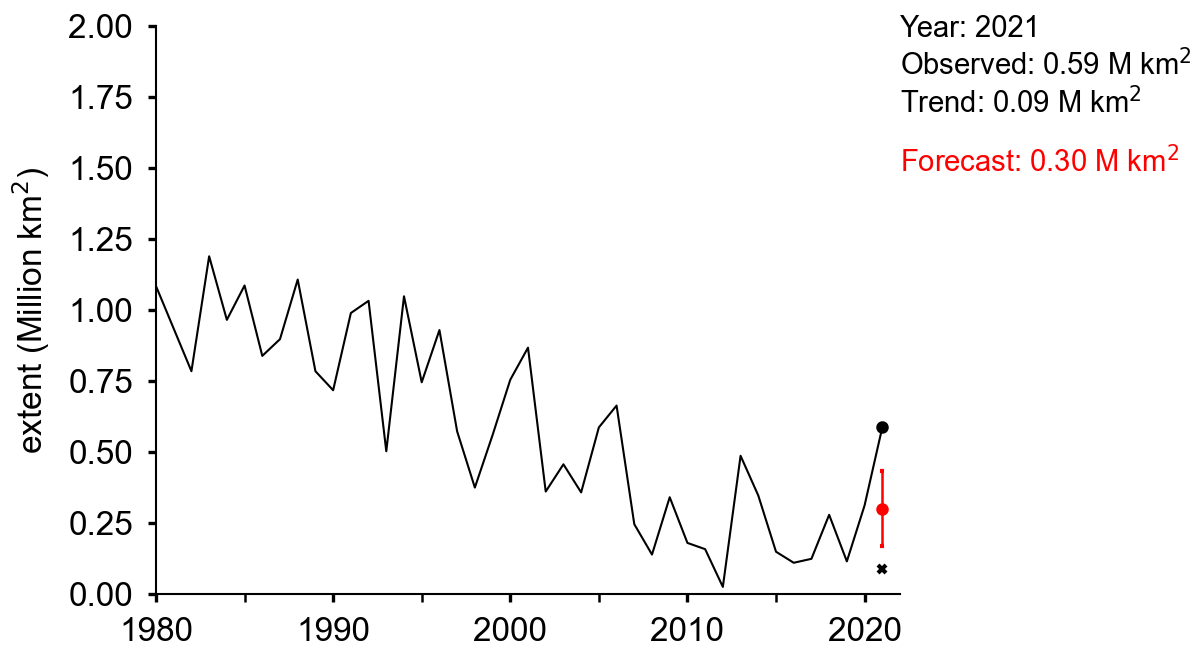 Year: 2021
Observed: 0.59 M km²
Trend: 0.09 M km²
Forecast: 0.30 M km²
extent (Million km²)
2.00
1.75
1.50
1.25
1.00
0.75
0.50
0.25
0.00
1980 1990 2000 2010 2020